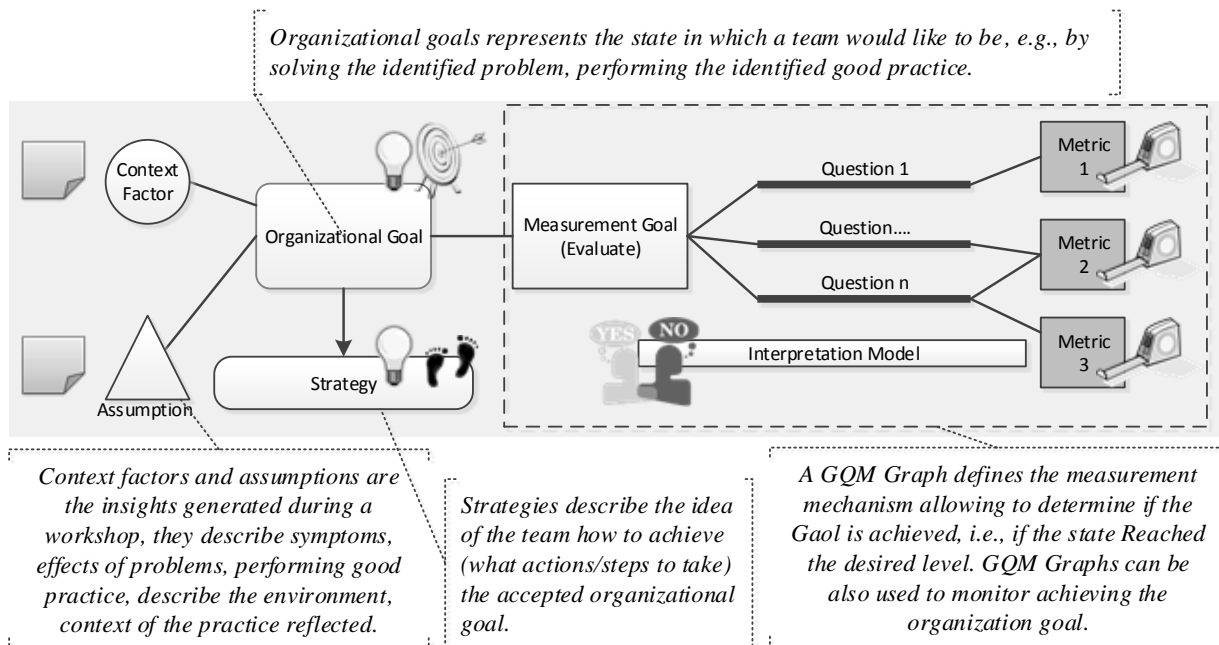 Organizational goals represents the state in which a team would like to be, e.g., by
solving the identified problem, performing the identified good practice.
Context
Factor
Organizational Goal
Measurement Goal
(Evaluate)
Question 1
Question....
Question n
Metric
1
Metric
2
Metric
3
YES
NO
Interpretation Model
Strategy
Assumption
Context factors and assumptions are
the insights generated during a
workshop, they describe symptoms,
effects of problems, performing good
practice, describe the environment,
context of the practice reflected.
Strategies describe the idea
of the team how to achieve
(what actions/steps to take)
the accepted organizational
goal.
A GQM Graph defines the measurement
mechanism allowing to determine if the
Gaol is achieved, i.e., if the state Reached
the desired level. GQM Graphs can be
also used to monitor achieving the
organization goal.